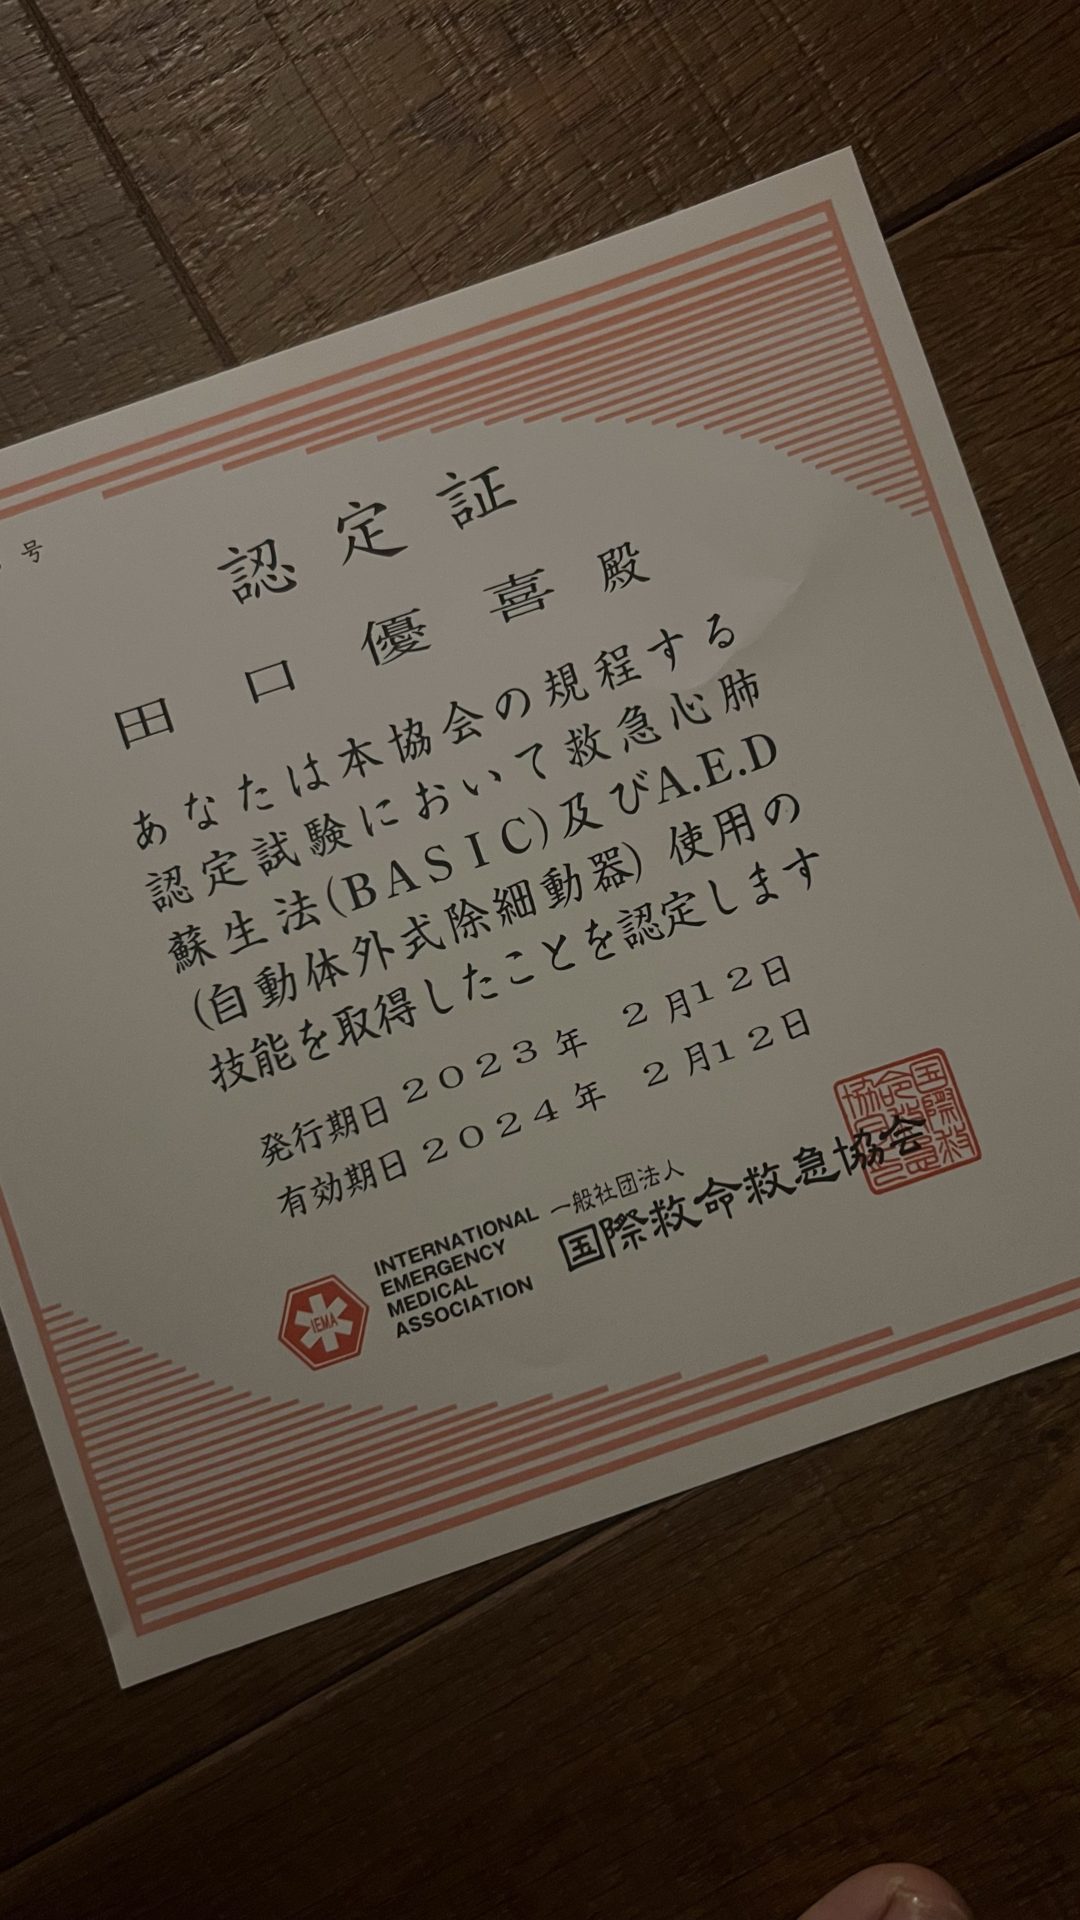 号
認定証
田口優喜殿
あなたは本協会の規程する
認定試験において救急心肺
蘇生法(BASIC)及びA.E.D
(自動体外式除細動器)使用の
技能を取得したことを認定します
発行期日 2023年 2月12日
有効期日 2024年 2月12日
IEMA
INTERNATIONAL
EMERGENCY
MEDICAL
ASSOCIATION
一般社団法人
国際救命救急協会